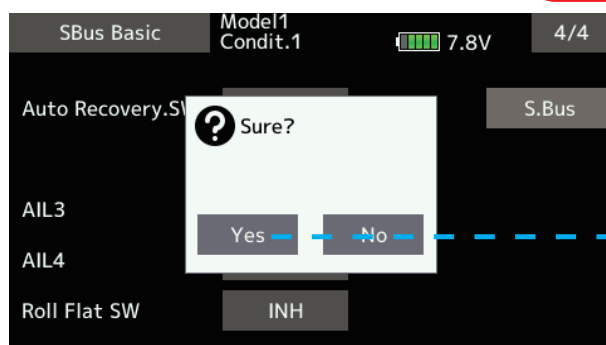 SBus Basic
Model1
Condit.1
7.8V
4/4
Auto Recovery.S
S.Bus
Sure?
AIL3
Yes
No
AIL4
Roll Flat SW
INH